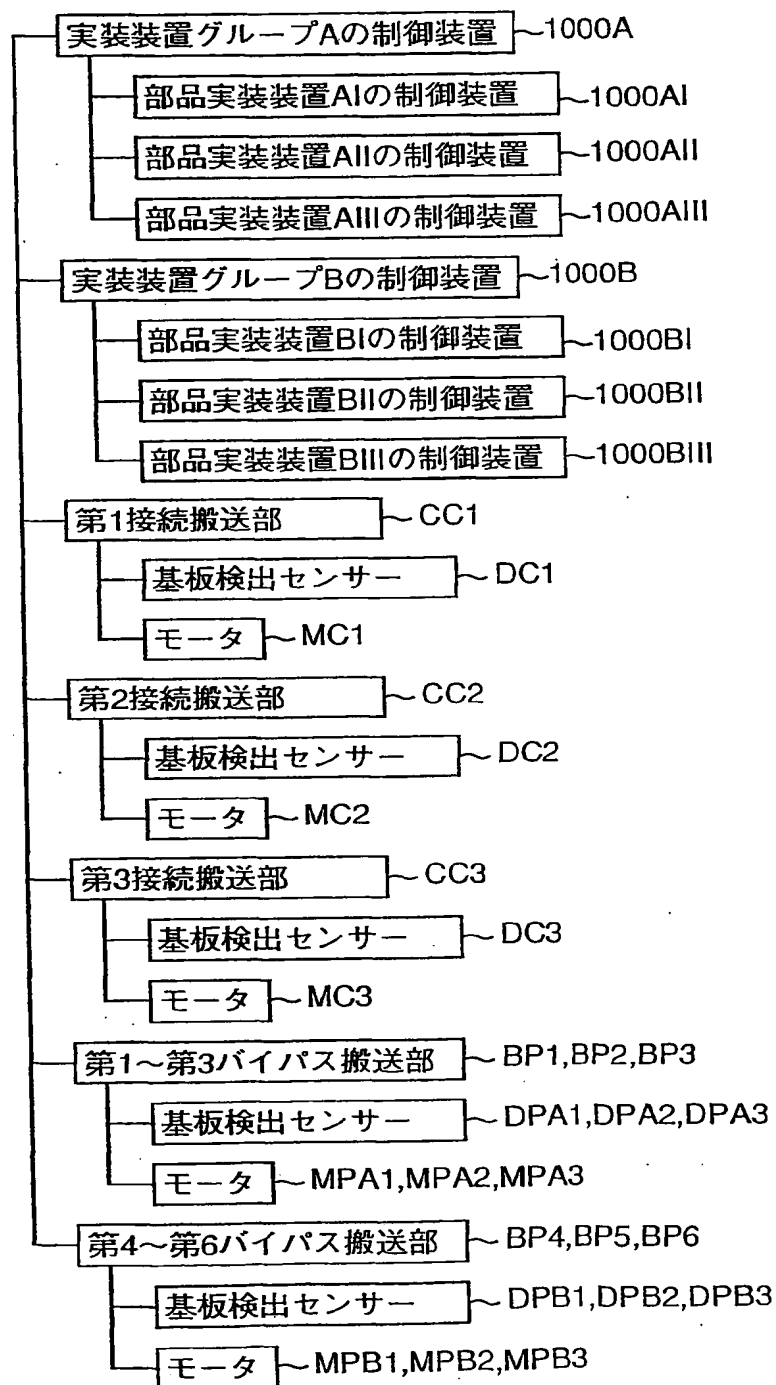 実装装置グループAの制御装置 ~1000A
部品実装装置AIの制御装置 ~1000AI
部品実装装置AIIの制御装置 ~1000AII
部品実装装置AIIIの制御装置 ~1000AIII
実装装置グループBの制御装置 ~1000B
部品実装装置BIの制御装置 ~1000BI
部品実装装置BIIの制御装置 ~1000BII
部品実装装置BIIIの制御装置 ~1000BIII
第1接続搬送部 ~CC1
基板検出センサー ~DC1
モータ ~MC1
第2接続搬送部 ~CC2
基板検出センサー ~DC2
モータ ~MC2
第3接続搬送部 ~CC3
基板検出センサー ~DC3
モータ ~MC3
第1～第3バイパス搬送部 ~BP1,BP2,BP3
基板検出センサー ~DPA1,DPA2,DPA3
モータ ~MPA1,MPA2,MPA3
第4～第6バイパス搬送部 ~BP4,BP5,BP6
基板検出センサー ~DPB1,DPB2,DPB3
モータ ~MPB1,MPB2,MPB3